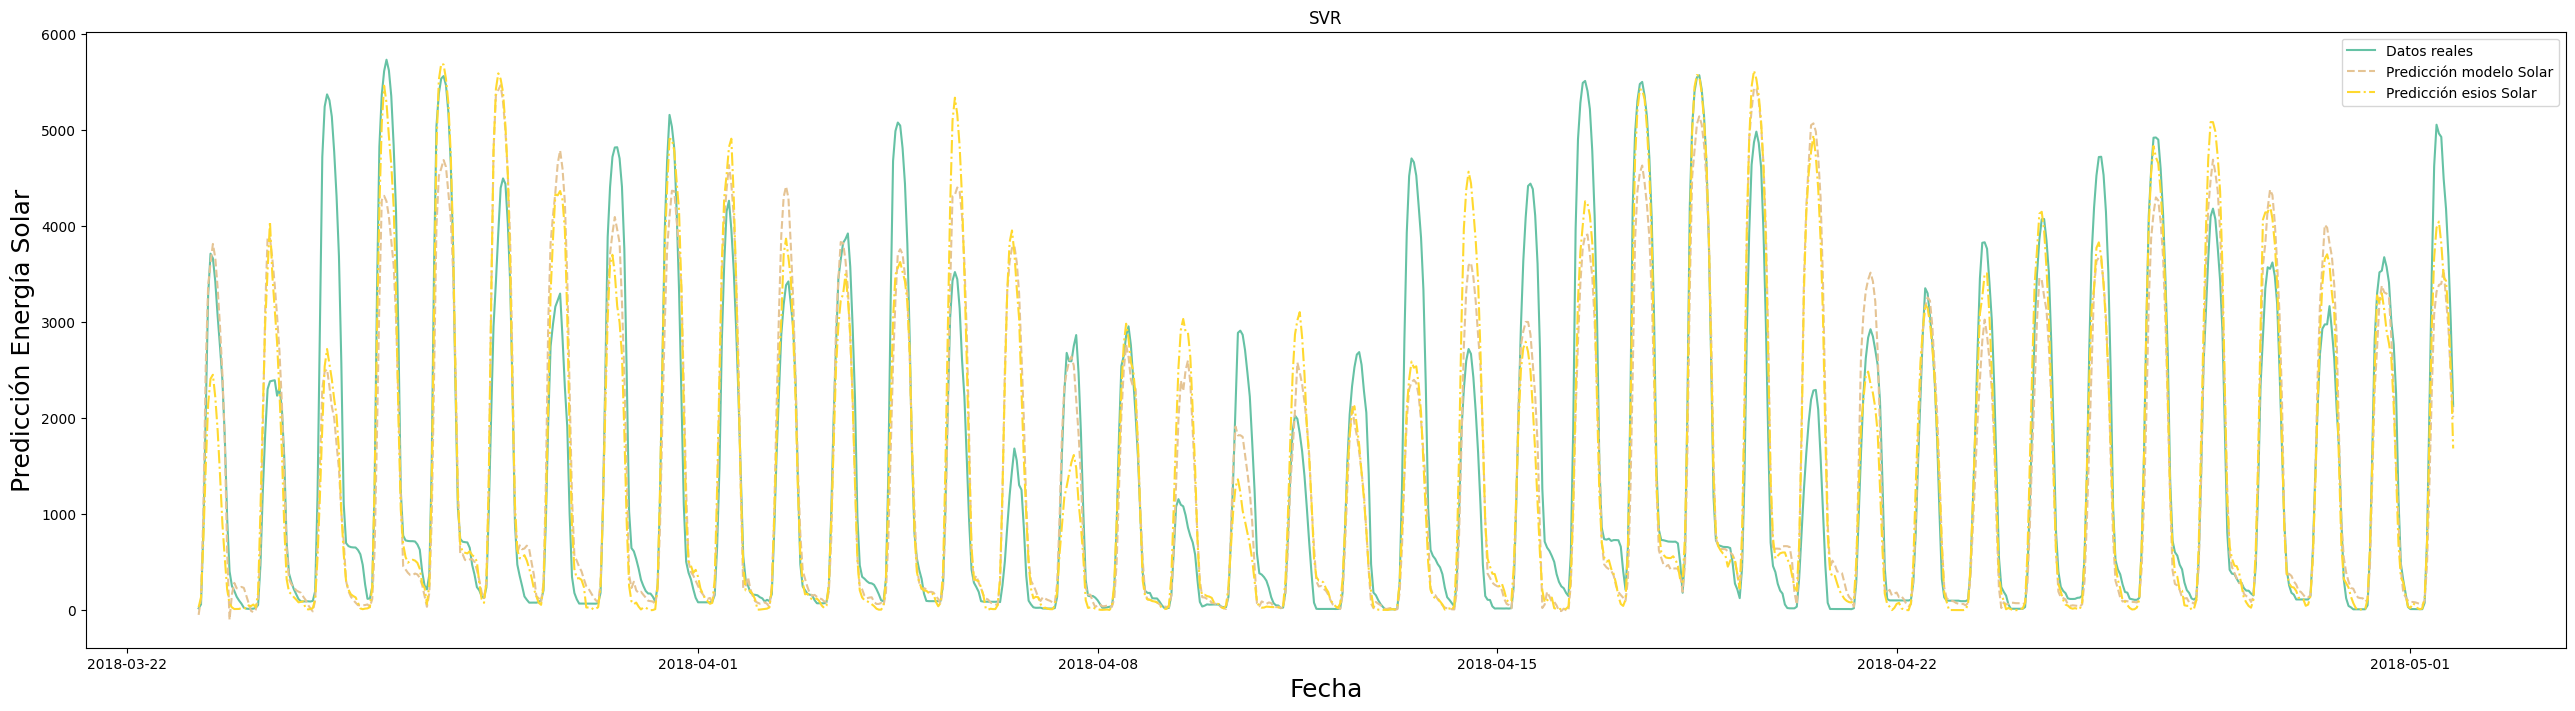 SVR
Datos reales
Predicción modelo Solar
Predicción esios Solar
Predicción Energía Solar
6000
5000
4000
3000
2000
1000
0
2018-03-22
2018-04-01
2018-04-08
2018-04-15
2018-04-22
2018-05-01
Fecha